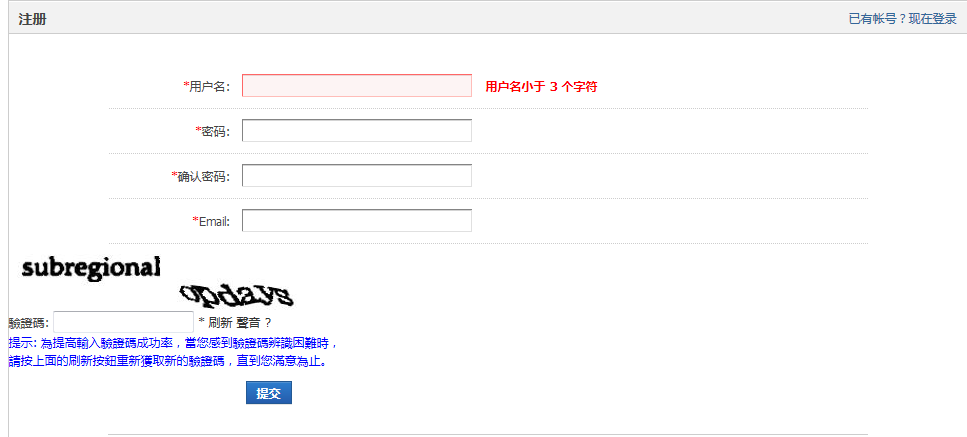 注册 已有帐号？现在登录
*用户名: 用户名小于 3 个字符
*密码:
*确认密码:
*Email:
subregional
opdays
驗證碼: * 刷新 聲音 ?
提示: 為提高輸入驗證碼成功率，當您感到驗證碼辨識困難時，
請按上面的刷新按鈕重新獲取新的驗證碼，直到您滿意為止。
提交